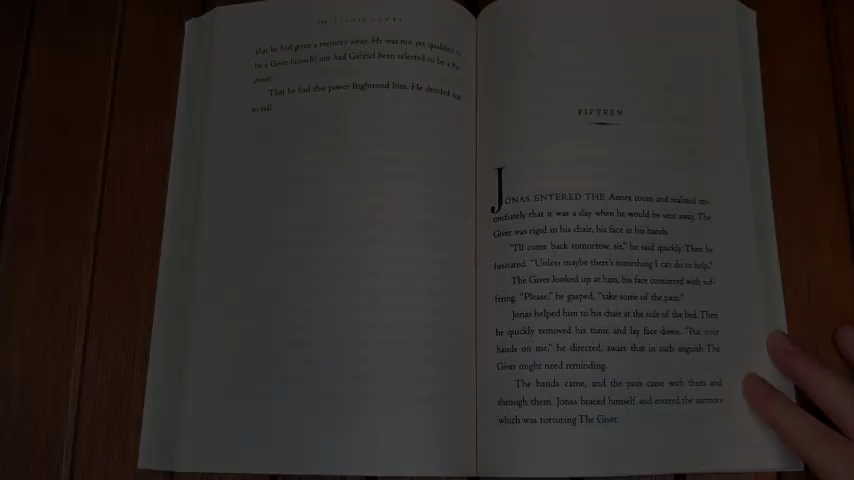 that he had given a memory away. He was not yet qualified to
be a Giver himself; nor had Gabriel been selected to be a Re-
ceiver.
That he had this power frightened him. He decided not
to tell.
FIFTEEN
JONAS ENTERED THE Annex room and realized im-
mediately that it was a day when he would be sent away. The
Giver was rigid in his chair, his face in his hands.
"I'll come back tomorrow, sir," he said quickly. Then he
hesitated. "Unless maybe there's something I can do to help."
The Giver looked up at him, his face contorted with suf-
fering. "Please," he gasped, "take some of the pain."
Jonas helped him to his chair at the side of the bed. Then
he quickly removed his tunic and lay face down. "Put your
hands on me," he directed, aware that in such anguish The
Giver might need reminding.
The hands came, and the pain came with them and
through them. Jonas braced himself and entered the memory
which was torturing The Giver.